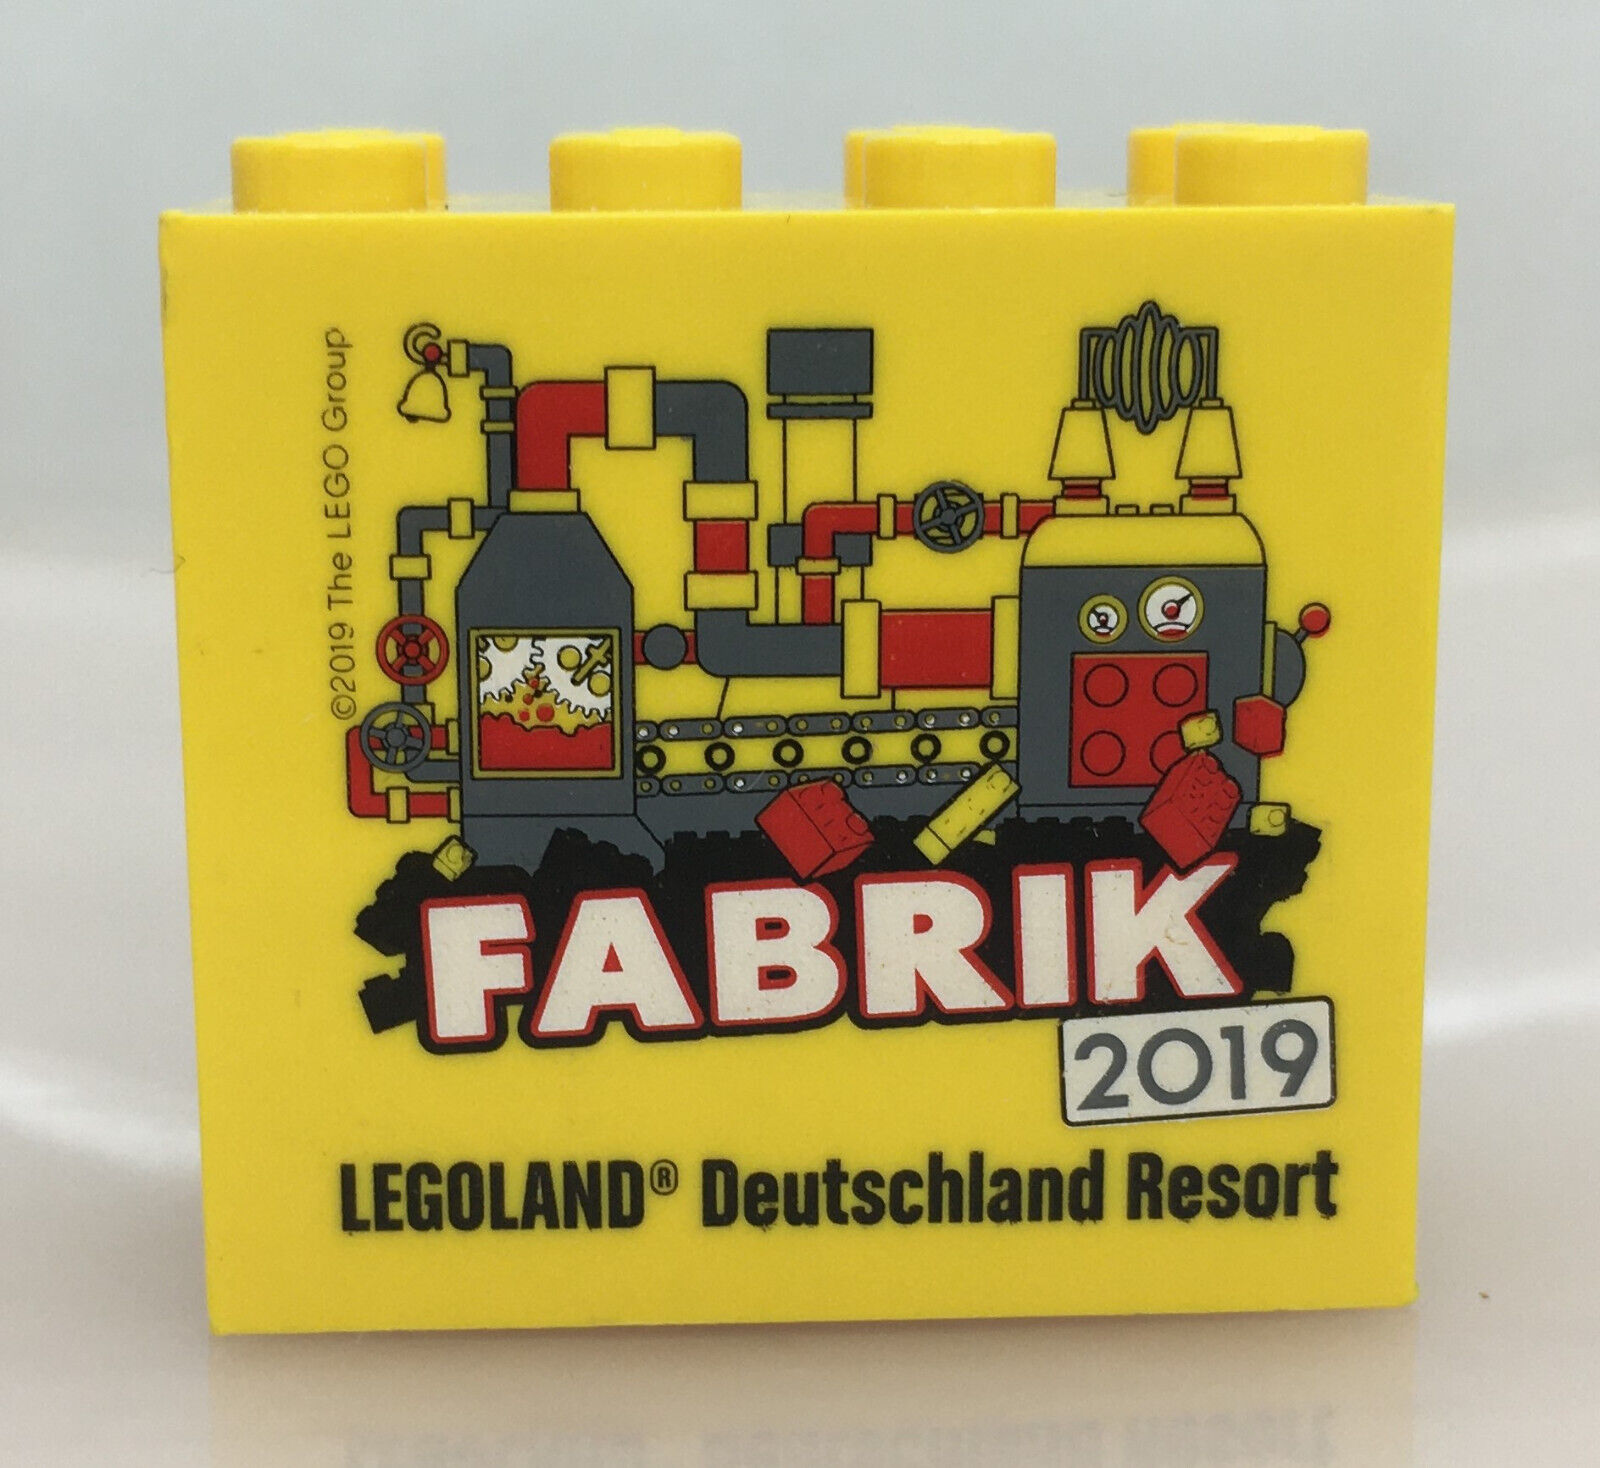 ©2019 The LEGO Group
FABRIK
2019
LEGOLAND® Deutschland Resort